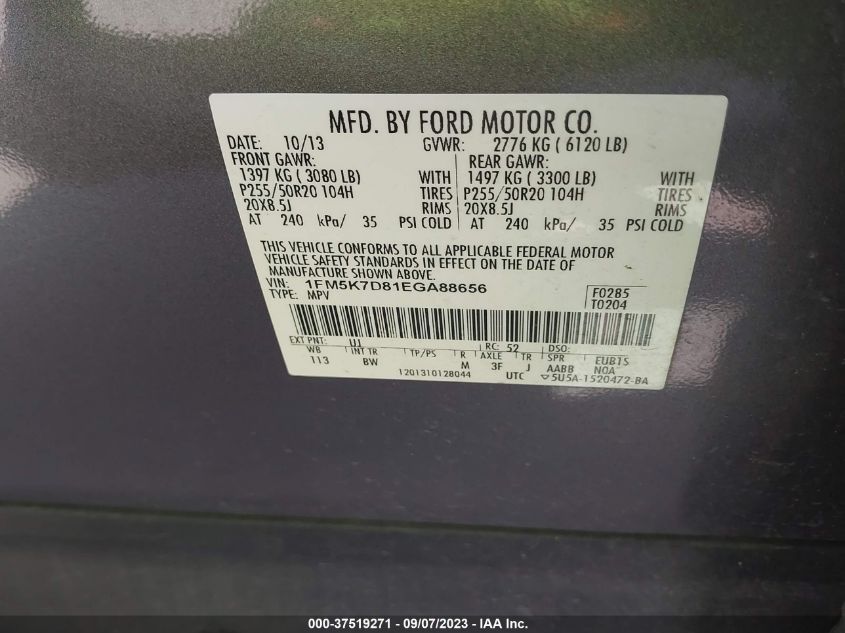 MFD. BY FORD MOTOR CO.
DATE: 10/13 GVWR: 2776 KG ( 6120 LB)
FRONT GAWR: REAR GAWR:
1397 KG ( 3080 LB) WITH 1497 KG ( 3300 LB) WITH
P255/50R20 104H TIRES P255/50R20 104H TIRES
20X8.5J RIMS 20X8.5J RIMS
AT 240 kPa/ 35 PSI COLD AT 240 kPa/ 35 PSI COLD
THIS VEHICLE CONFORMS TO ALL APPLICABLE FEDERAL MOTOR
VEHICLE SAFETY STANDARDS IN EFFECT ON THE DATE OF
MANUFACTURE SHOWN ABOVE.
VIN: 1FM5K7D81EGA88656 F0285
TYPE: MPV T0204
EXT PNT: UJ RC: 52 DSO:
WB INT TR TP/PS R AXLE TR SPR EUB1S
113 BW M 3F J AABB N0A
1201310128044 UTC ▽5U5A-1520472-BA
000-37519271 | 09/07/2023 - IAA Inc.